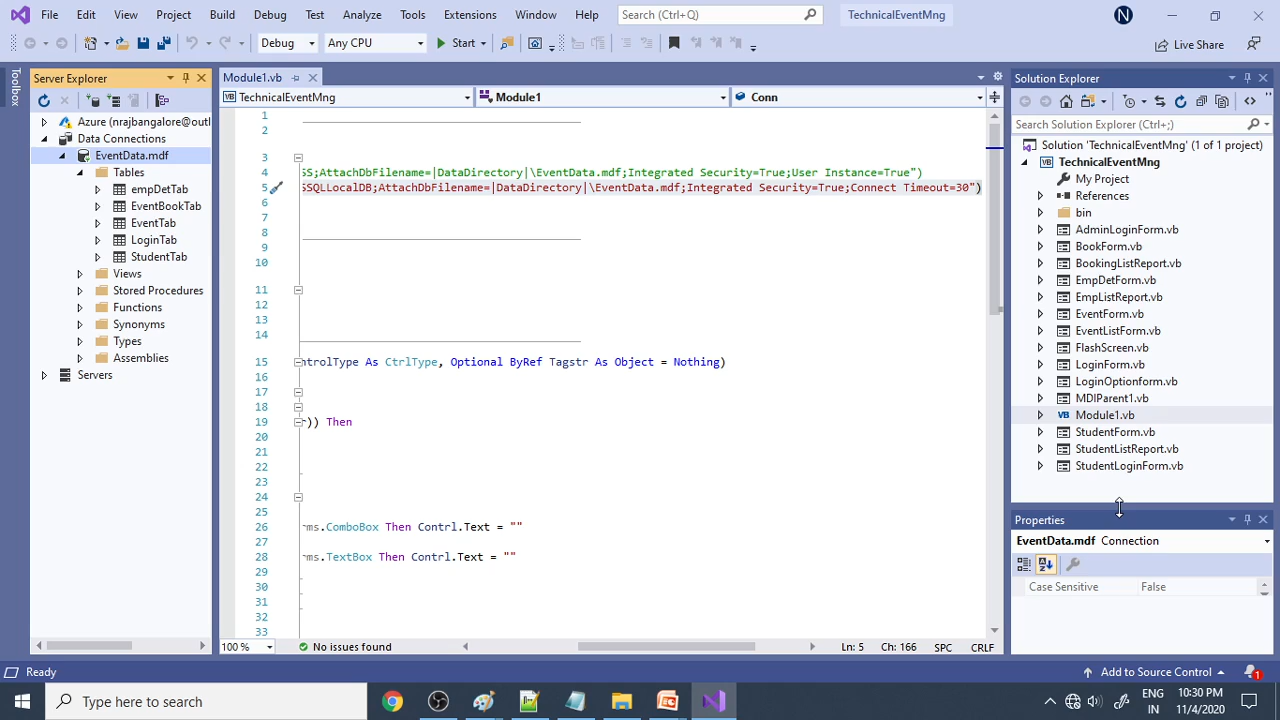 File Edit View Project Build Debug Test Analyze Tools Extensions Window Help Search (Ctrl+Q) TechnicalEventMng N
Debug Any CPU Start Live Share
Toolbox
Server Explorer
Azure (nrajbangalore@outl
Data Connections
EventData.mdf
Tables
empDetTab
EventBookTab
EventTab
LoginTab
StudentTab
Views
Stored Procedures
Functions
Synonyms
Types
Assemblies
Servers
Module1.vb
TechnicalEventMng Module1 Conn
1
2
3
4 SS;AttachDbFilename=|DataDirectory|\EventData.mdf;Integrated Security=True;User Instance=True")
5 SSQLLocalDB;AttachDbFilename=|DataDirectory|\EventData.mdf;Integrated Security=True;Connect Timeout=30")
6
7
8
9
10
11
12
13
14
15 ntrolType As CtrlType, Optional ByRef Tagstr As Object = Nothing)
16
17
18
19 )) Then
20
21
22
23
24
25
26 ms.ComboBox Then Contrl.Text = ""
27
28 ms.TextBox Then Contrl.Text = ""
29
30
31
32
33
100 % No issues found Ln: 5 Ch: 166 SPC CRLF
Solution Explorer
Search Solution Explorer (Ctrl+;)
Solution 'TechnicalEventMng' (1 of 1 project)
TechnicalEventMng
My Project
References
bin
AdminLoginForm.vb
BookForm.vb
BookingListReport.vb
EmpDetForm.vb
EmpListReport.vb
EventForm.vb
EventListForm.vb
FlashScreen.vb
LoginForm.vb
LoginOptionform.vb
MDIParent1.vb
Module1.vb
StudentForm.vb
StudentListReport.vb
StudentLoginForm.vb
Properties
EventData.mdf Connection
Case Sensitive False
Ready Add to Source Control 1
Type here to search
ENG
IN
10:30 PM
11/4/2020